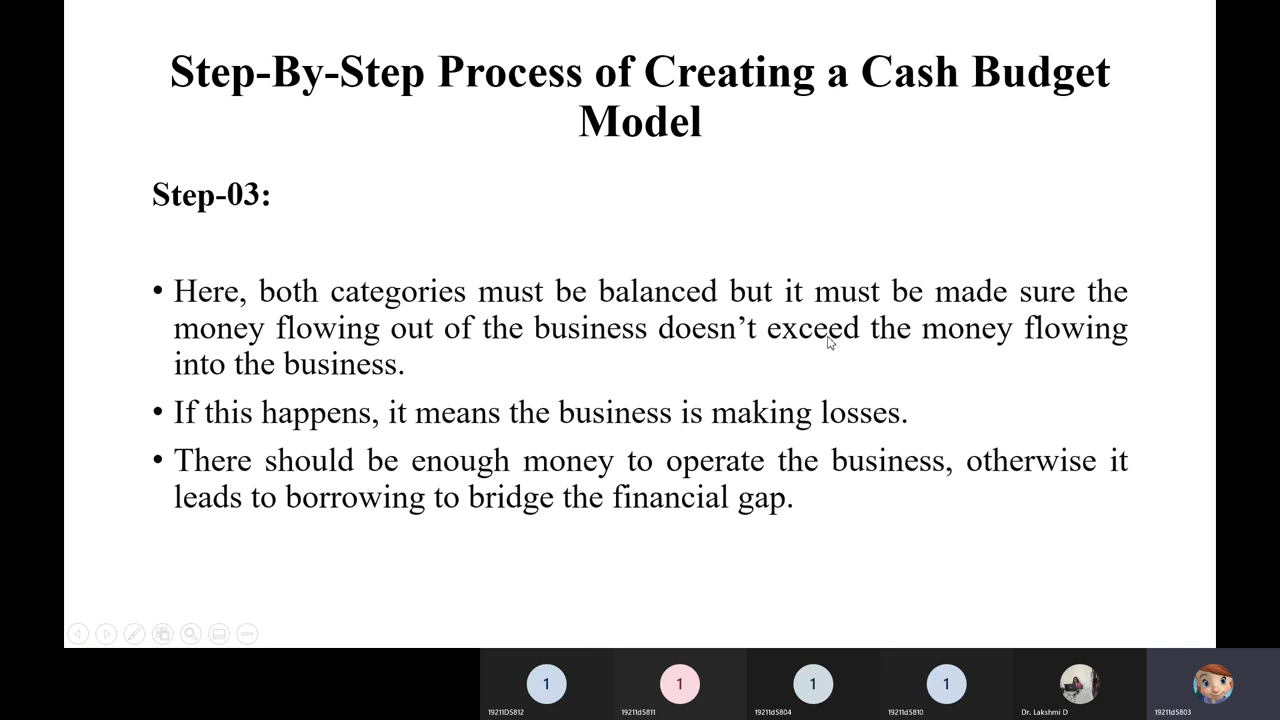 Step-By-Step Process of Creating a Cash Budget
Model
Step-03:
• Here, both categories must be balanced but it must be made sure the
money flowing out of the business doesn’t exceed the money flowing
into the business.
• If this happens, it means the business is making losses.
• There should be enough money to operate the business, otherwise it
leads to borrowing to bridge the financial gap.
1
1
1
1
19211D5812
19211d5811
19211d5804
19211d5810
Dr. Lakshmi D
19211d5803